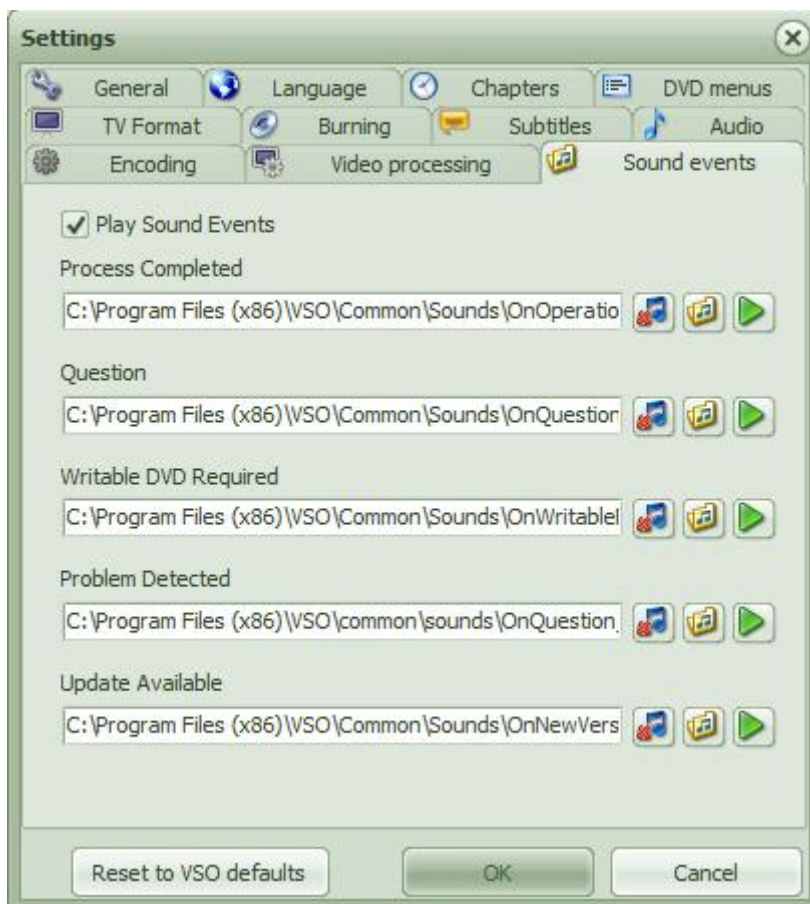 Settings
General Language Chapters DVD menus
TV Format Burning Subtitles Audio
Encoding Video processing Sound events
Play Sound Events
Process Completed
C:\Program Files (x86)\VSO\Common\Sounds\OnOperatio
Question
C:\Program Files (x86)\VSO\Common\Sounds\OnQuestion
Writable DVD Required
C:\Program Files (x86)\VSO\Common\Sounds\OnWritable
Problem Detected
C:\Program Files (x86)\VSO\common\sounds\OnQuestion_
Update Available
C:\Program Files (x86)\VSO\Common\Sounds\OnNewVers
Reset to VSO defaults OK Cancel